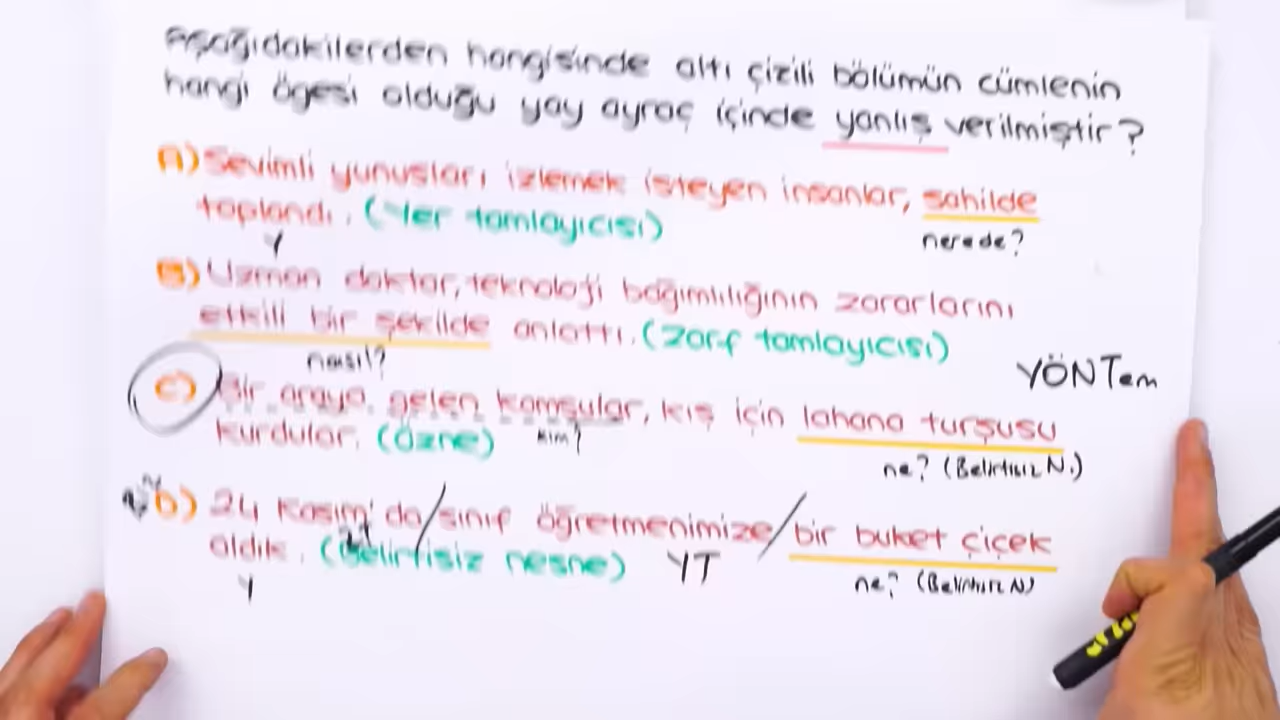 Aşağıdakilerden hangisinde altı çizili bölümün cümlenin
hangi ögesi olduğu yay ayraç içinde yanlış verilmiştir?
A) Sevimli yunusları izlemek isteyen insanlar, sahilde
toplandı. (Yer tamlayıcısı)
Y
nerede?
B) Uzman doktor, teknoloji bağımlılığının zararlarını
etkili bir şekilde anlattı. (Zarf tamlayıcısı)
nasıl?
YÖNTem
C) Bir araya gelen komşular, kış için lahana turşusu
kurdular. (Özne)
kim?
ne? (Belirtisiz N.)
D) 24 Kasım'da/sınıf öğretmenimize/bir buket çiçek
aldık. (Belirtisiz nesne)
YT
Y
ne? (Belirtisiz N)